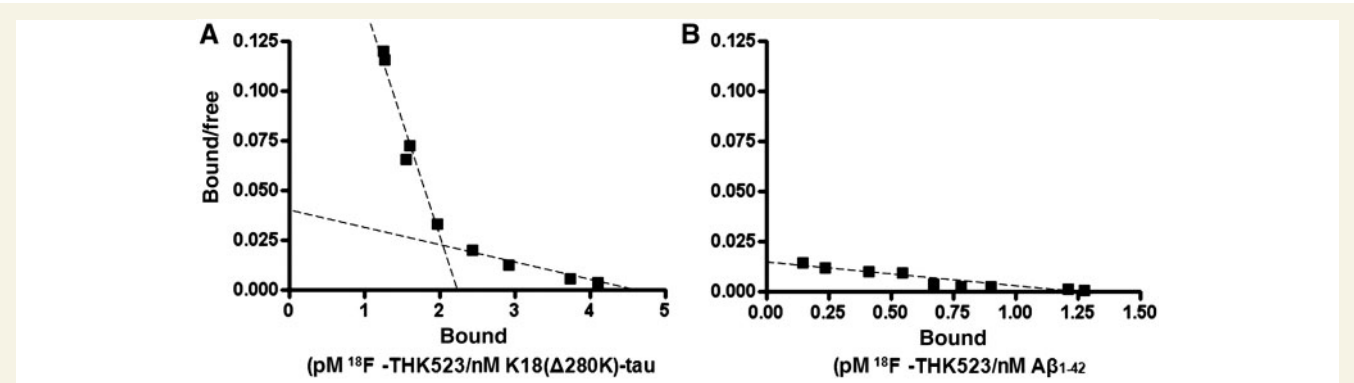 A
0.125
0.100
0.075
0.050
0.025
0.000
Bound/free
0 1 2 3 4 5
Bound
(pM ¹⁸F -THK523/nM K18(Δ280K)-tau
B
0.125
0.100
0.075
0.050
0.025
0.000
0.00 0.25 0.50 0.75 1.00 1.25 1.50
Bound
(pM ¹⁸F -THK523/nM Aβ₁₋₄₂